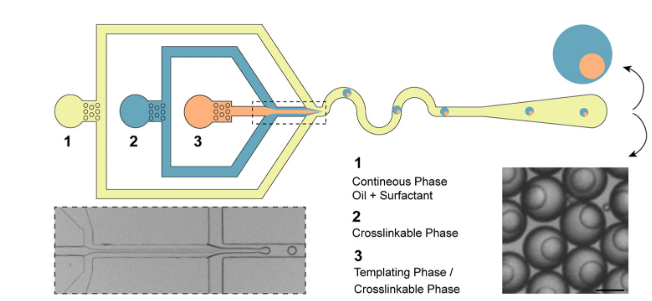 1
2
3
1
Contineous Phase
Oil + Surfactant
2
Crosslinkable Phase
3
Templating Phase /
Crosslinkable Phase